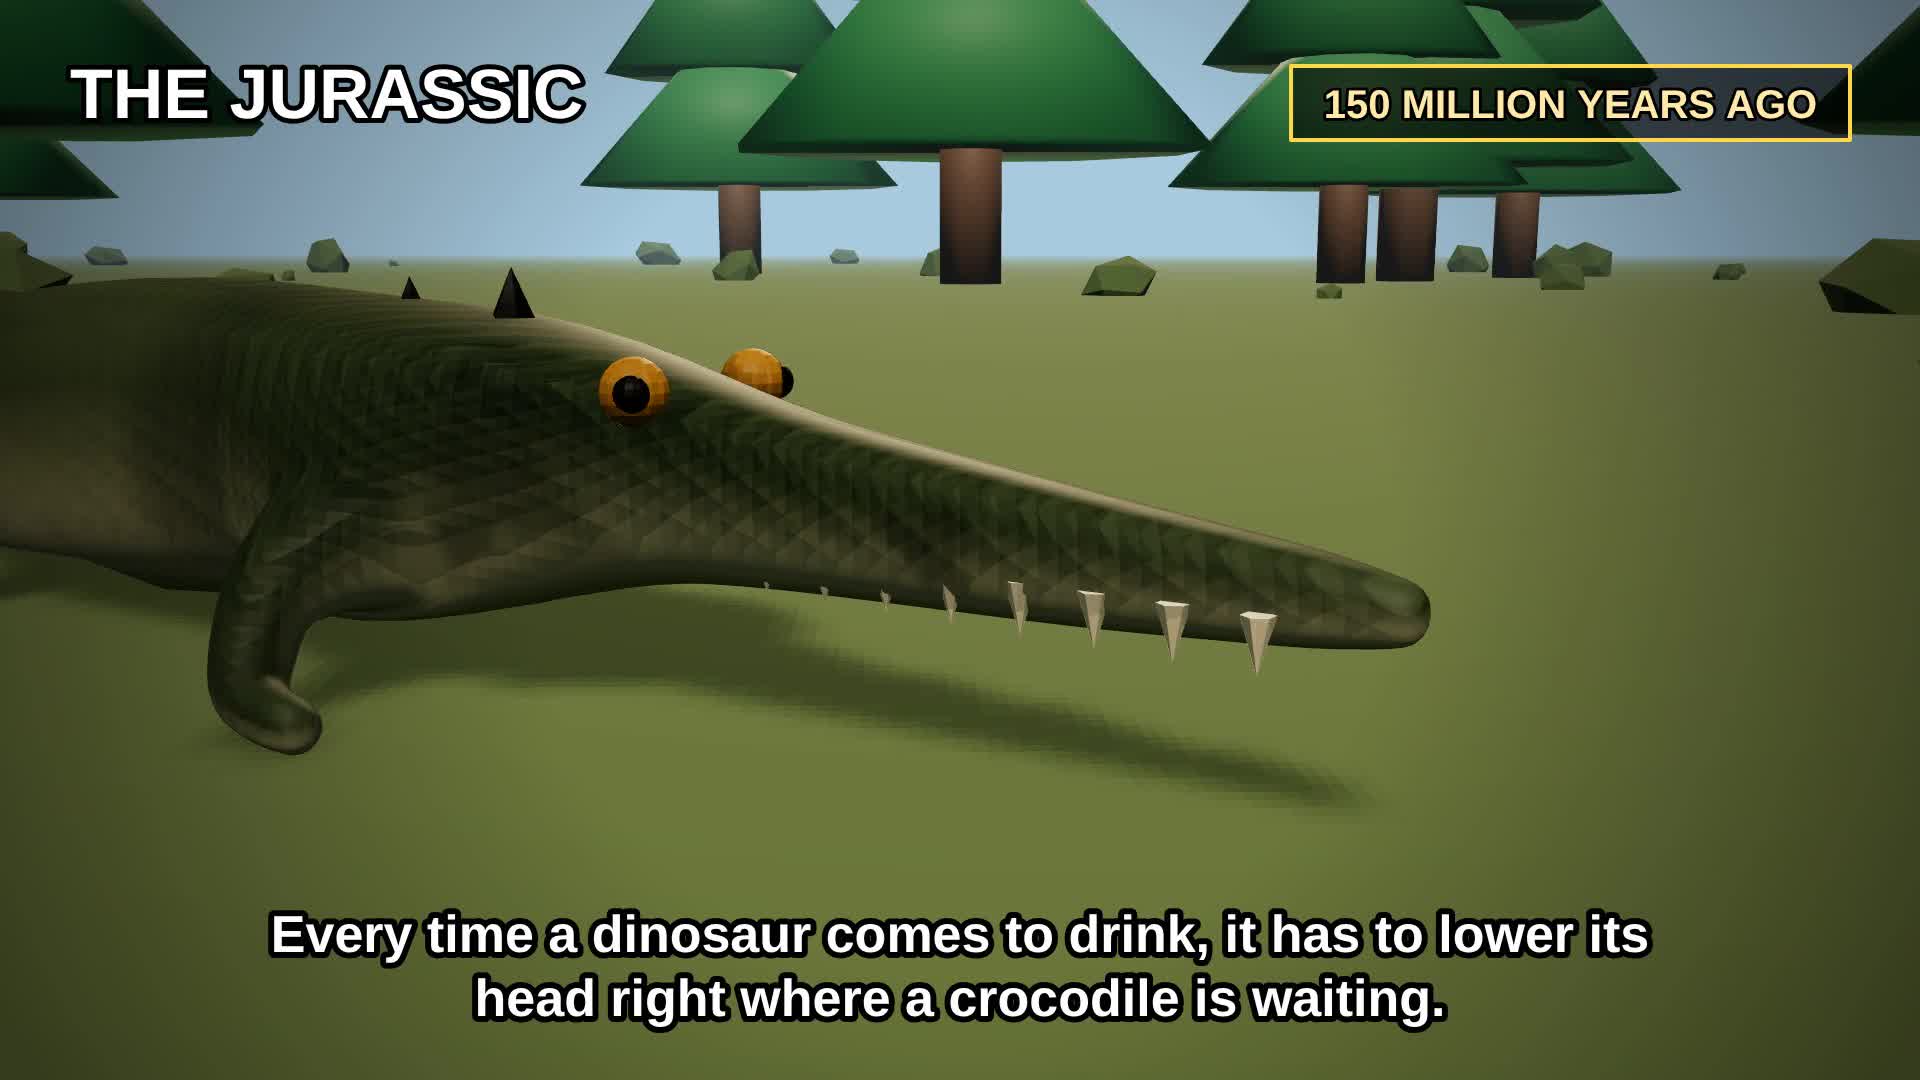 THE JURASSIC
150 MILLION YEARS AGO
Every time a dinosaur comes to drink, it has to lower its
head right where a crocodile is waiting.